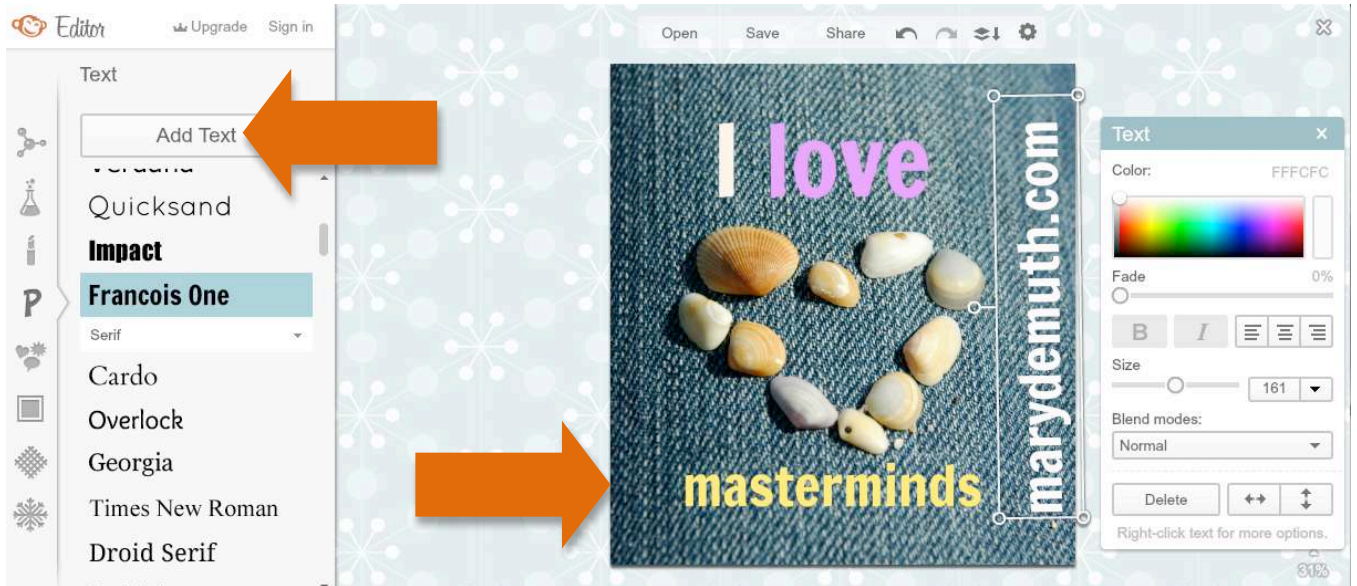 Editor
Upgrade Sign in
Text
Add Text
Verdana
Quicksand
Impact
Francois One
Serif
Cardo
Overlock
Georgia
Times New Roman
Droid Serif
Open Save Share
I love
masterminds
marydemuth.com
Text x
Color: FFFCFC
Fade 0%
B I
Size
161
Blend modes:
Normal
Delete
Right-click text for more options.
31%